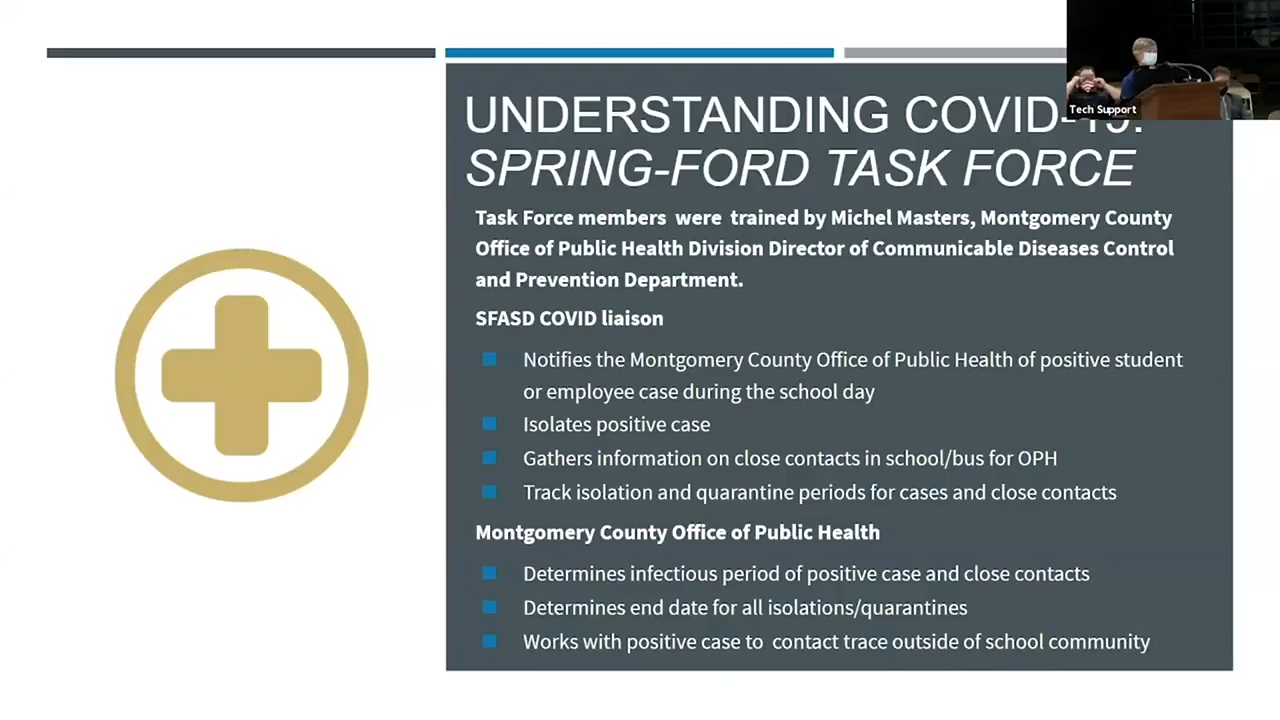 UNDERSTANDING COVID-19:
SPRING-FORD TASK FORCE
Tech Support
Task Force members were trained by Michel Masters, Montgomery County
Office of Public Health Division Director of Communicable Diseases Control
and Prevention Department.
SFASD COVID liaison
Notifies the Montgomery County Office of Public Health of positive student
or employee case during the school day
Isolates positive case
Gathers information on close contacts in school/bus for OPH
Track isolation and quarantine periods for cases and close contacts
Montgomery County Office of Public Health
Determines infectious period of positive case and close contacts
Determines end date for all isolations/quarantines
Works with positive case to contact trace outside of school community